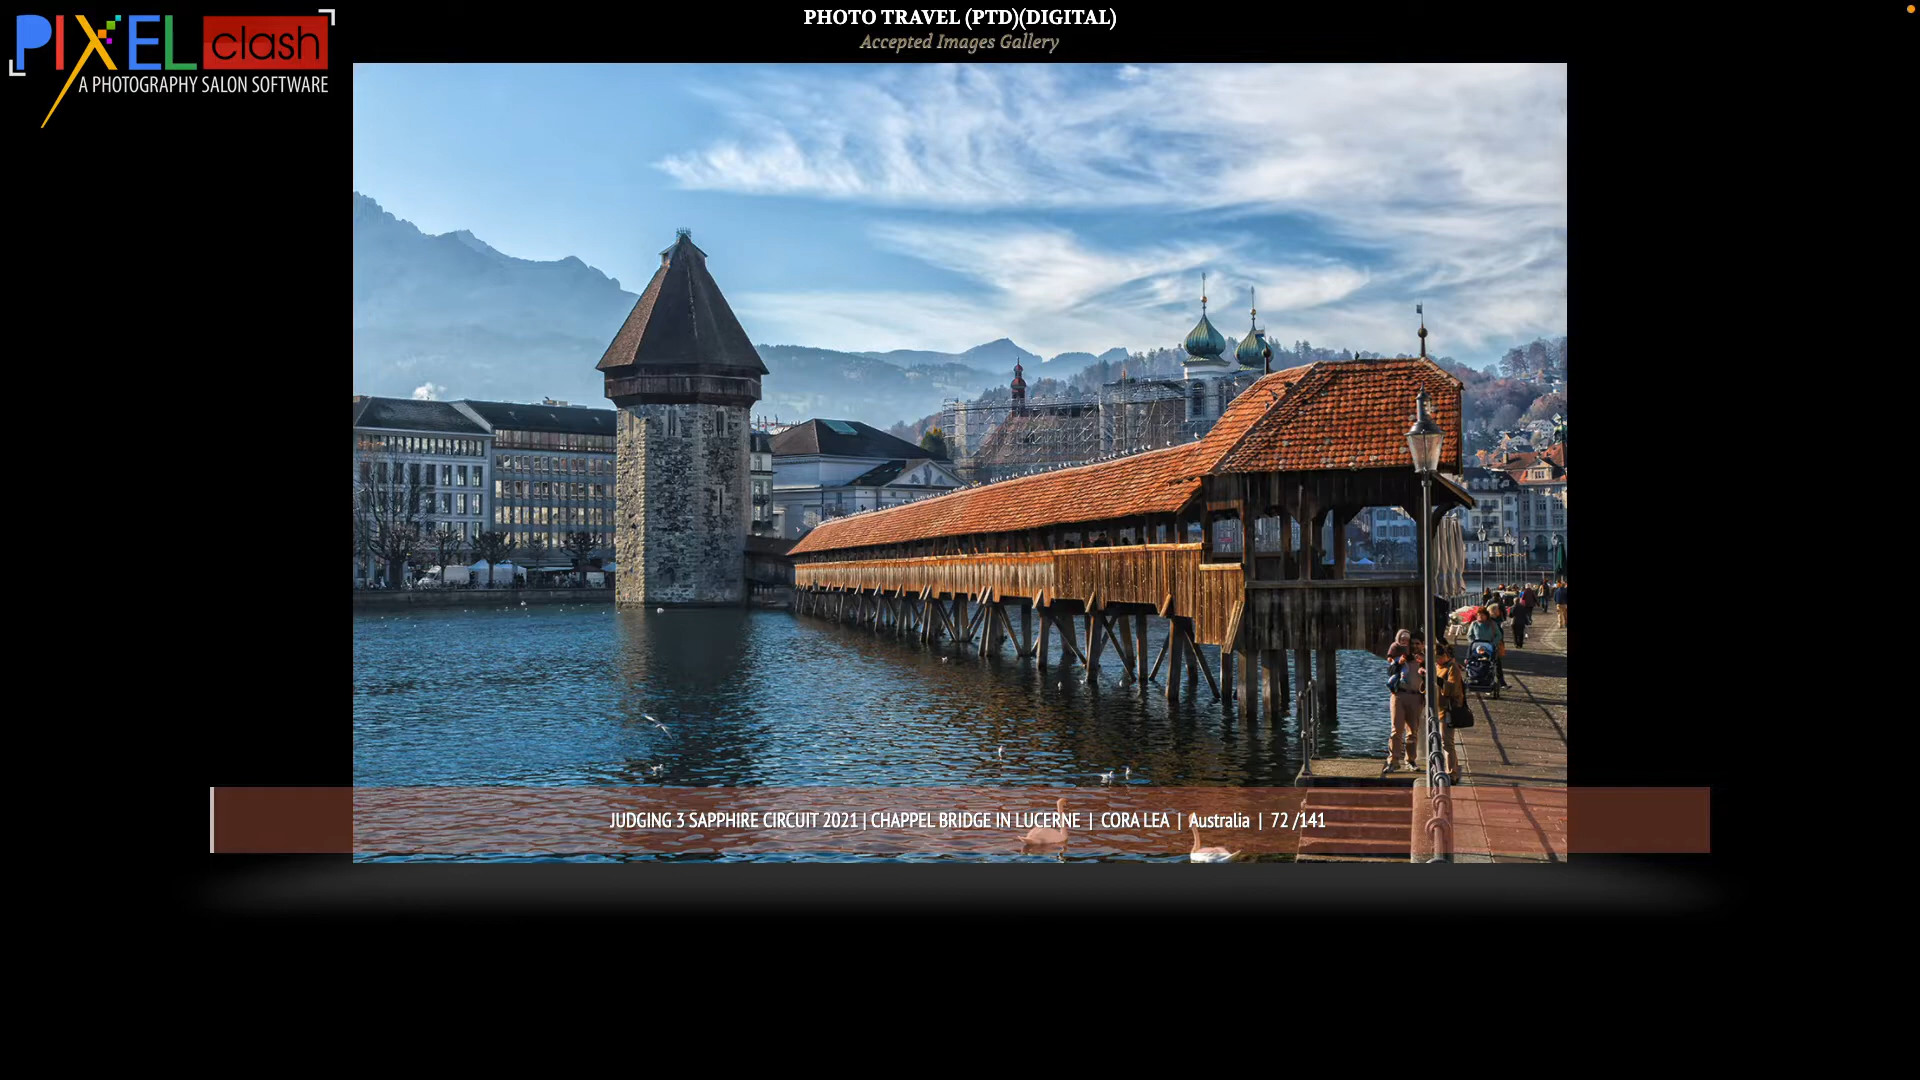 PIXEL clash
A PHOTOGRAPHY SALON SOFTWARE
PHOTO TRAVEL (PTD)(DIGITAL)
Accepted Images Gallery
JUDGING 3 SAPPHIRE CIRCUIT 2021 | CHAPPEL BRIDGE IN LUCERNE | CORA LEA | Australia | 72 /141